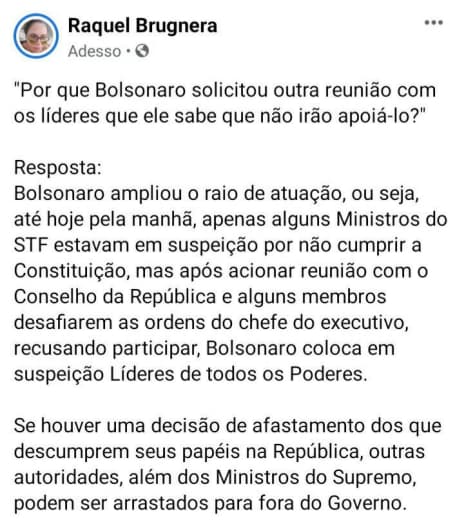 Raquel Brugnera
Adesso ·
"Por que Bolsonaro solicitou outra reunião com
os líderes que ele sabe que não irão apoiá-lo?"
Resposta:
Bolsonaro ampliou o raio de atuação, ou seja,
até hoje pela manhã, apenas alguns Ministros do
STF estavam em suspeição por não cumprir a
Constituição, mas após acionar reunião com o
Conselho da República e alguns membros
desafiarem as ordens do chefe do executivo,
recusando participar, Bolsonaro coloca em
suspeição Líderes de todos os Poderes.
Se houver uma decisão de afastamento dos que
descumprem seus papéis na República, outras
autoridades, além dos Ministros do Supremo,
podem ser arrastados para fora do Governo.